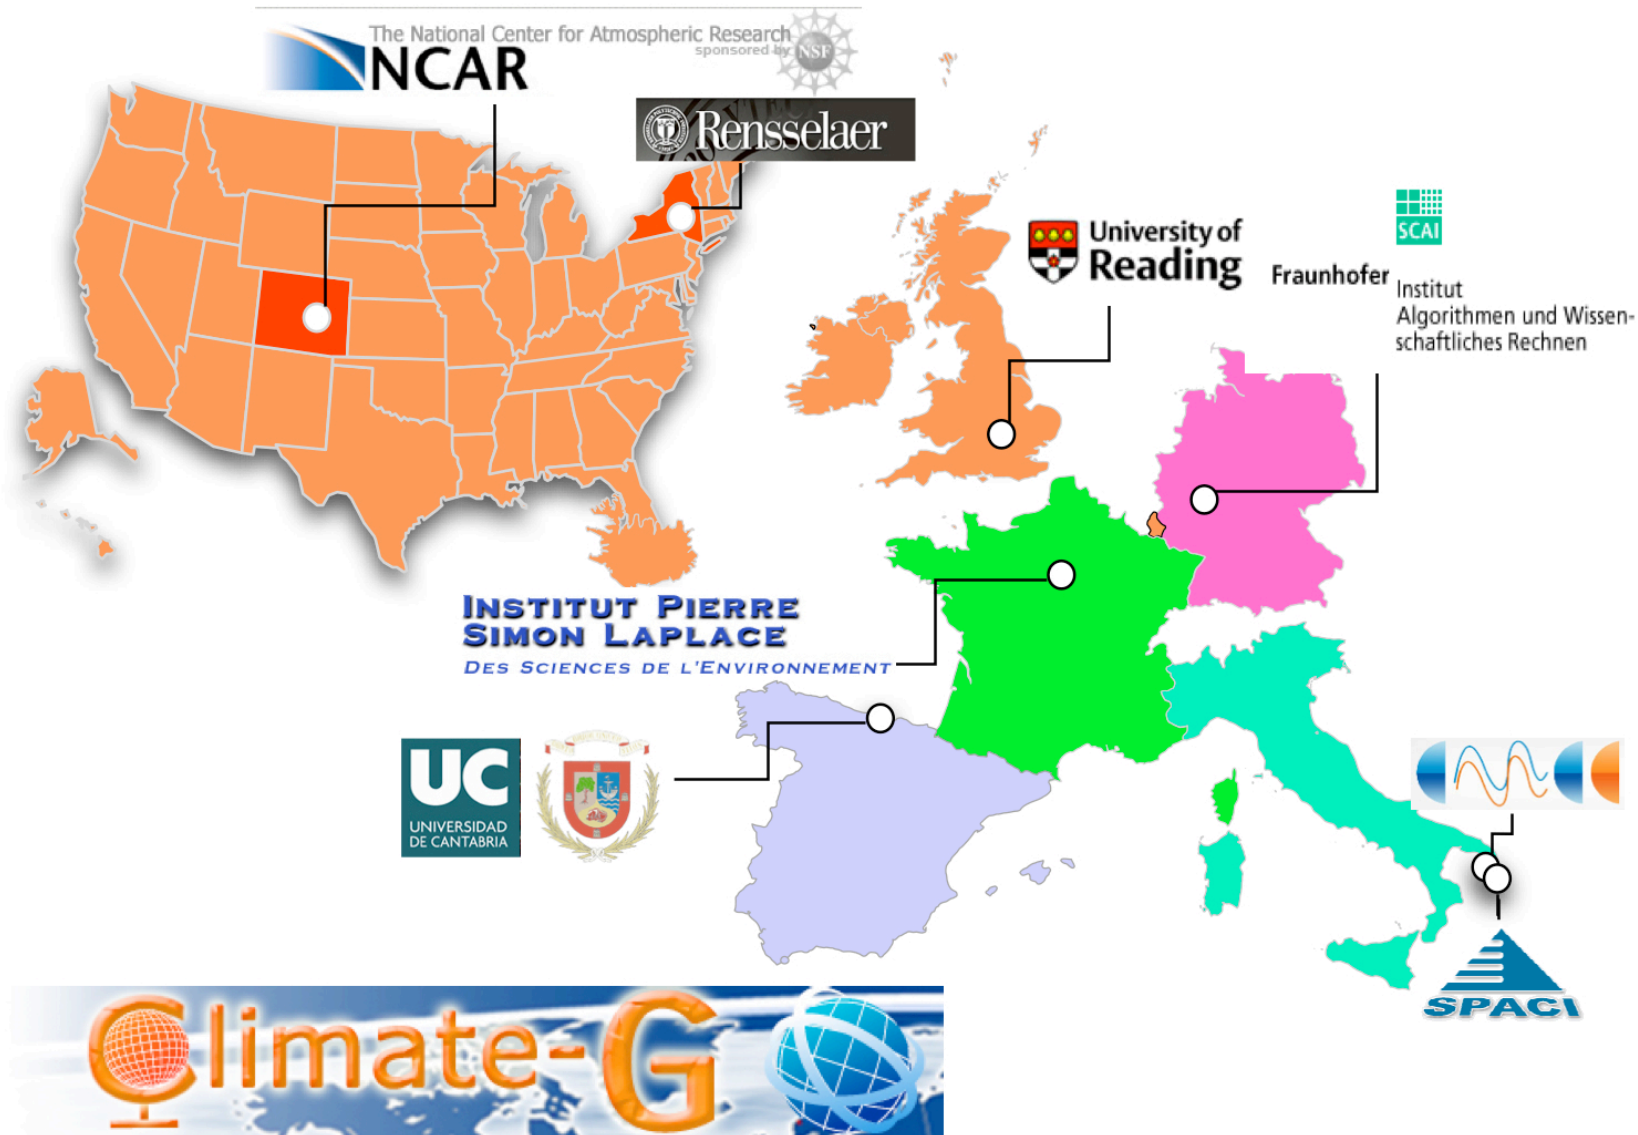 The National Center for Atmospheric Research
sponsored by NSF
NCAR
Rensselaer
University of
Reading
SCAI
Fraunhofer
Institut
Algorithmen und Wissen-
schaftliches Rechnen
INSTITUT PIERRE
SIMON LAPLACE
DES SCIENCES DE L'ENVIRONNEMENT
UC
UNIVERSIDAD
DE CANTABRIA
SPACI
Climate-G